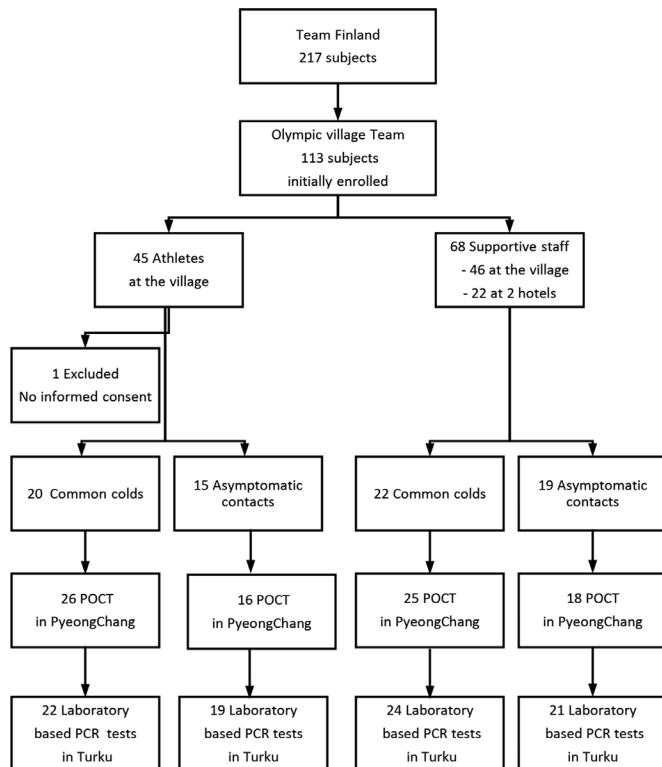 Team Finland
217 subjects
Olympic village Team
113 subjects
initially enrolled
45 Athletes
at the village
68 Supportive staff
- 46 at the village
- 22 at 2 hotels
1 Excluded
No informed consent
20 Common colds
15 Asymptomatic
contacts
22 Common colds
19 Asymptomatic
contacts
26 POCT
in PyeongChang
16 POCT
in PyeongChang
25 POCT
in PyeongChang
18 POCT
in PyeongChang
22 Laboratory
based PCR tests
in Turku
19 Laboratory
based PCR tests
in Turku
24 Laboratory
based PCR tests
in Turku
21 Laboratory
based PCR tests
in Turku